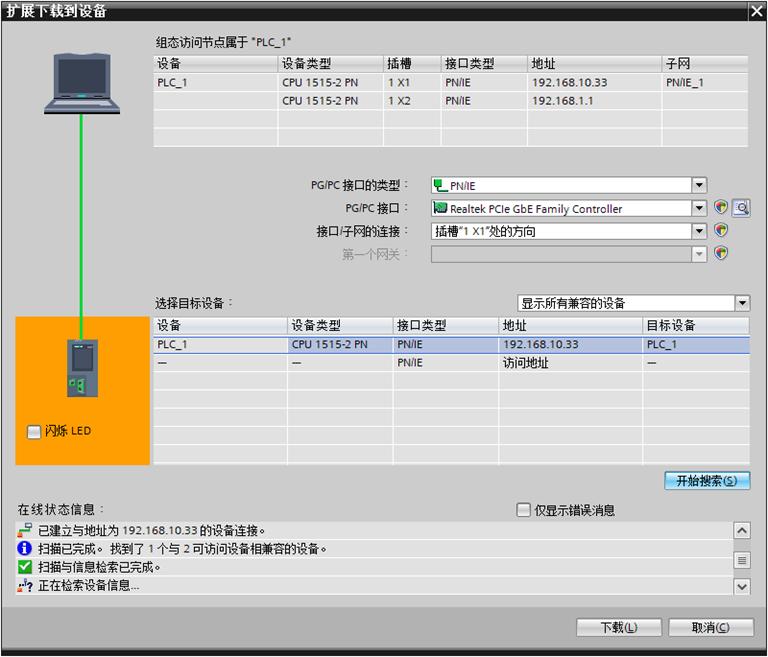 扩展下载到设备
组态访问节点属于 "PLC_1"
设备 设备类型 插槽 接口类型 地址 子网
PLC_1 CPU 1515-2 PN 1 X1 PN/IE 192.168.10.33 PN/IE_1
CPU 1515-2 PN 1 X2 PN/IE 192.168.1.1
PG/PC 接口的类型： PN/IE
PG/PC 接口： Realtek PCIe GbE Family Controller
接口/子网的连接： 插槽"1 X1"处的方向
第一个网关：
选择目标设备： 显示所有兼容的设备
设备 设备类型 接口类型 地址 目标设备
PLC_1 CPU 1515-2 PN PN/IE 192.168.10.33 PLC_1
— — PN/IE 访问地址 —
闪烁 LED
开始搜索(S)
在线状态信息： 仅显示错误消息
已建立与地址为 192.168.10.33 的设备连接。
扫描已完成。 找到了 1 个与 2 可访问设备相兼容的设备。
扫描与信息检索已完成。
正在检索设备信息...
下载(L) 取消(C)